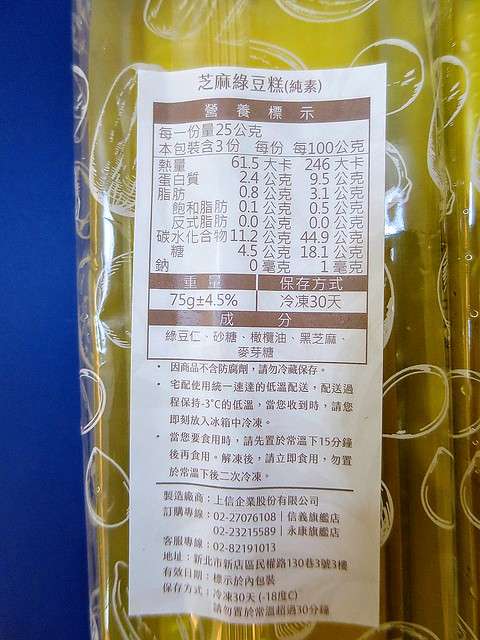 芝麻綠豆糕(純素)
營養標示
每一份量25公克
本包裝含3份 每份 每100公克
熱量 61.5 大卡 246 大卡
蛋白質 2.4 公克 9.5 公克
脂肪 0.8 公克 3.1 公克
飽和脂肪 0.1 公克 0.5 公克
反式脂肪 0.0 公克 0.0 公克
碳水化合物 11.2 公克 44.9 公克
糖 4.5 公克 18.1 公克
鈉 0 毫克 1 毫克
重量 保存方式
75g±4.5% 冷凍30天
成分
綠豆仁、砂糖、橄欖油、黑芝麻、
麥芽糖
・ 因商品不含防腐劑，請勿冷藏保存。
・ 宅配使用統一速達的低溫配送，配送過
程保持-3℃的低溫，當您收到時，請您
即刻放入冰箱中冷凍。
・ 當您要食用時，請先置於常溫下15分鐘
後再食用。解凍後，請立即食用，勿置
於常溫下後二次冷凍。
製造廠商：上信企業股份有限公司
訂購專線：02-27076108｜信義旗艦店
02-23215589｜永康旗艦店
客服專線：02-82191013
地址：新北市新店區民權路130巷3號3樓
有效日期：標示於內包裝
保存方式：冷凍30天 (-18度C)
請勿置於常溫超過30分鐘